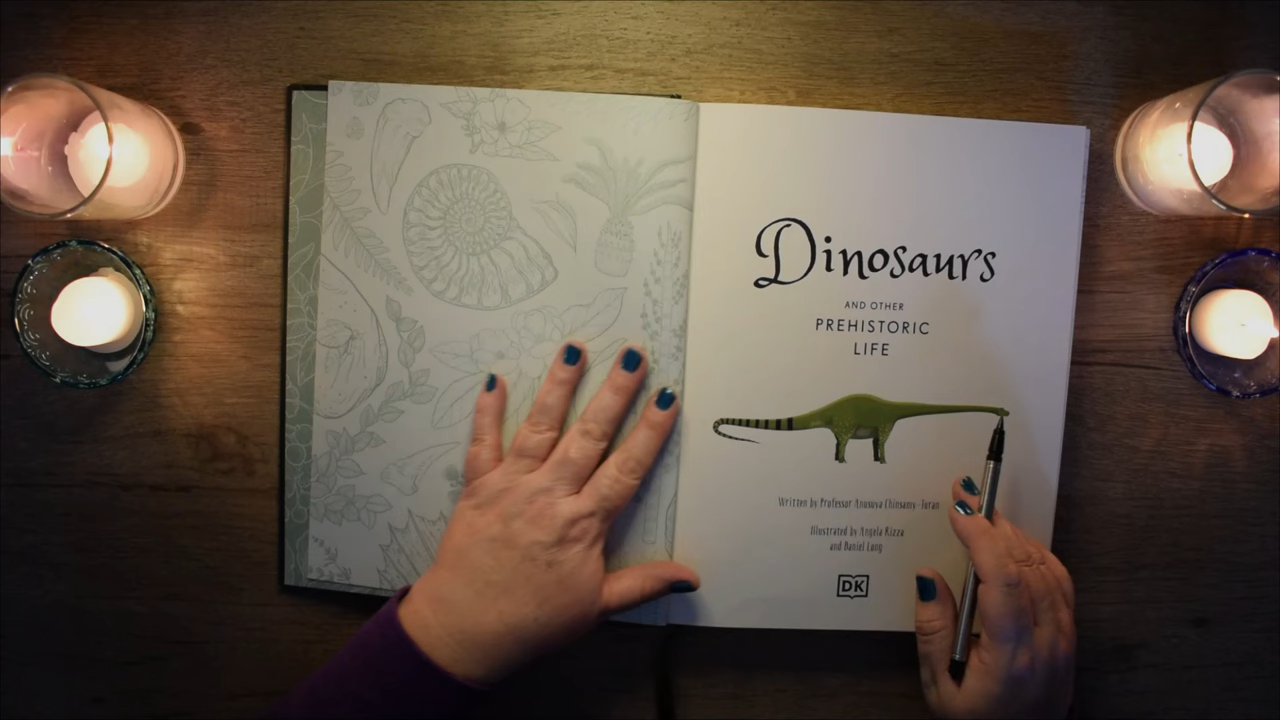 Dinosaurs
AND OTHER
PREHISTORIC
LIFE
Written by Professor Anusuya Chinsamy-Turan
Illustrated by Angela Rizza
and Daniel Long
DK